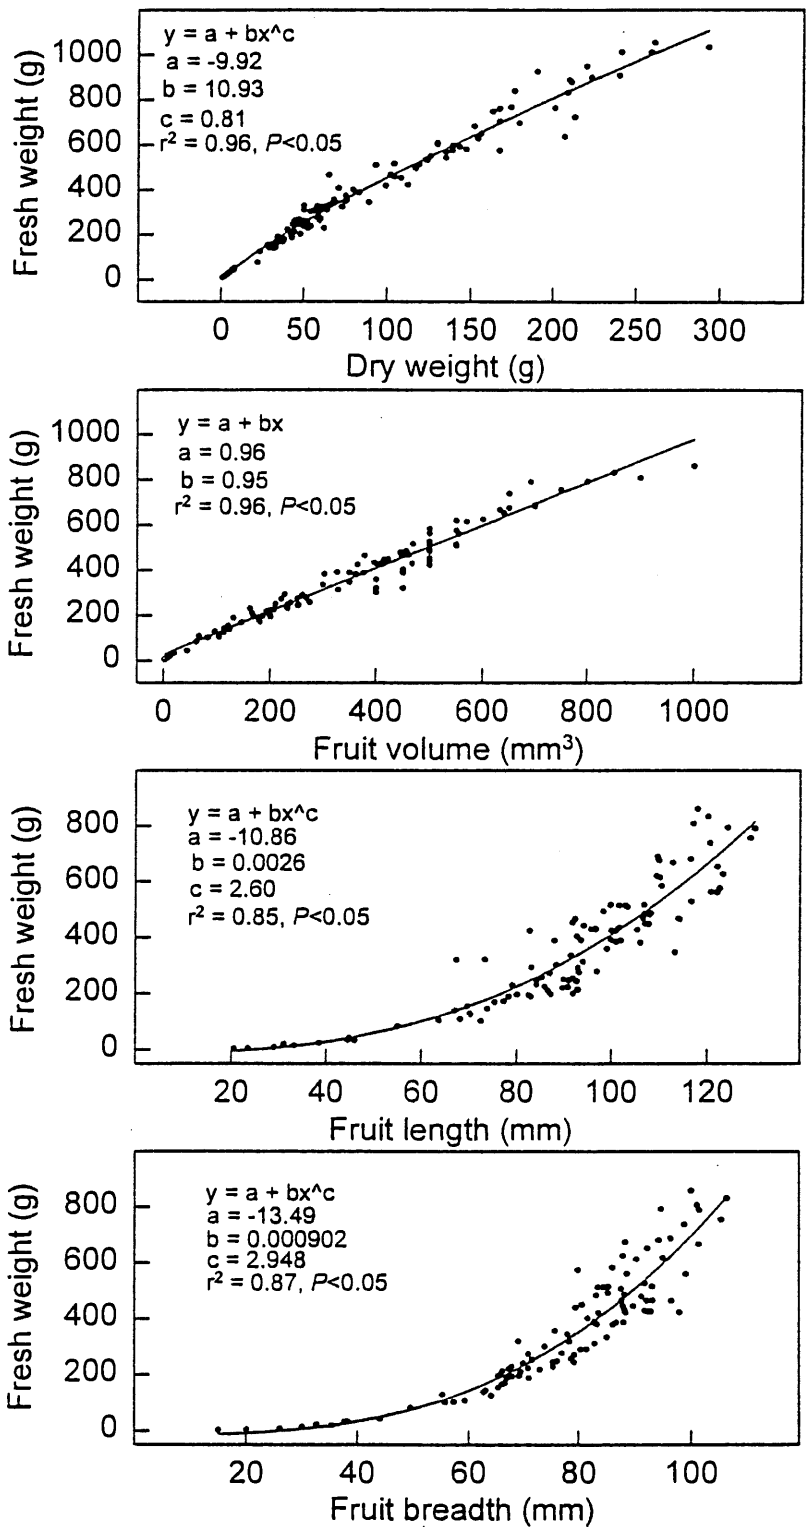 y = a + bx^c
a = -9.92
b = 10.93
c = 0.81
r² = 0.96, P<0.05
Fresh weight (g)
1000
800
600
400
200
0
0 50 100 150 200 250 300
Dry weight (g)
y = a + bx
a = 0.96
b = 0.95
r² = 0.96, P<0.05
Fresh weight (g)
1000
800
600
400
200
0
0 200 400 600 800 1000
Fruit volume (mm³)
y = a + bx^c
a = -10.86
b = 0.0026
c = 2.60
r² = 0.85, P<0.05
Fresh weight (g)
800
600
400
200
0
20 40 60 80 100 120
Fruit length (mm)
y = a + bx^c
a = -13.49
b = 0.000902
c = 2.948
r² = 0.87, P<0.05
Fresh weight (g)
800
600
400
200
0
20 40 60 80 100
Fruit breadth (mm)